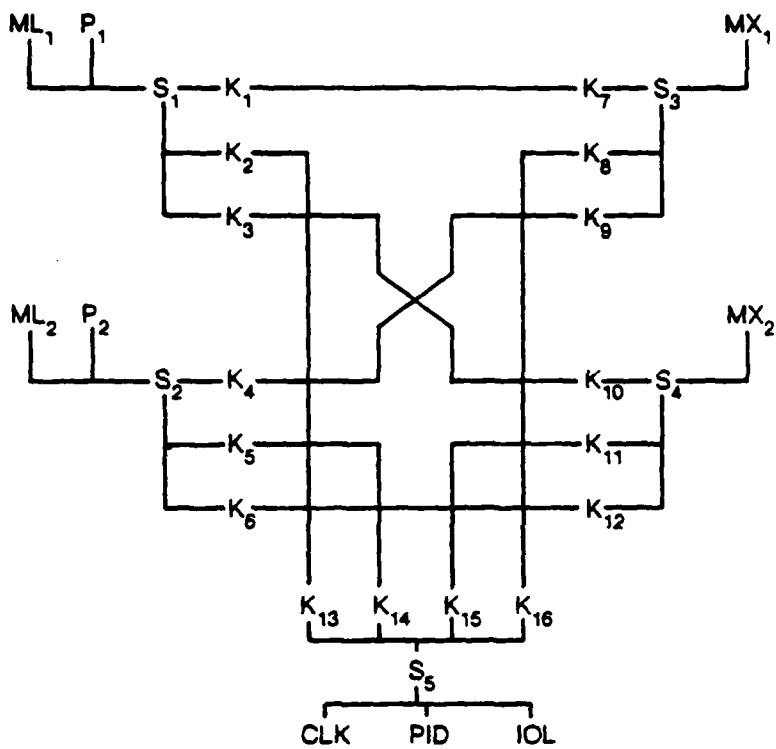 ML₁ P₁ MX₁
S₁ K₁ K₇ S₃
K₂ K₈
K₃ K₉
ML₂ P₂ MX₂
S₂ K₄ K₁₀ S₄
K₅ K₁₁
K₆ K₁₂
K₁₃ K₁₄ K₁₅ K₁₆
S₅
CLK PID IOL